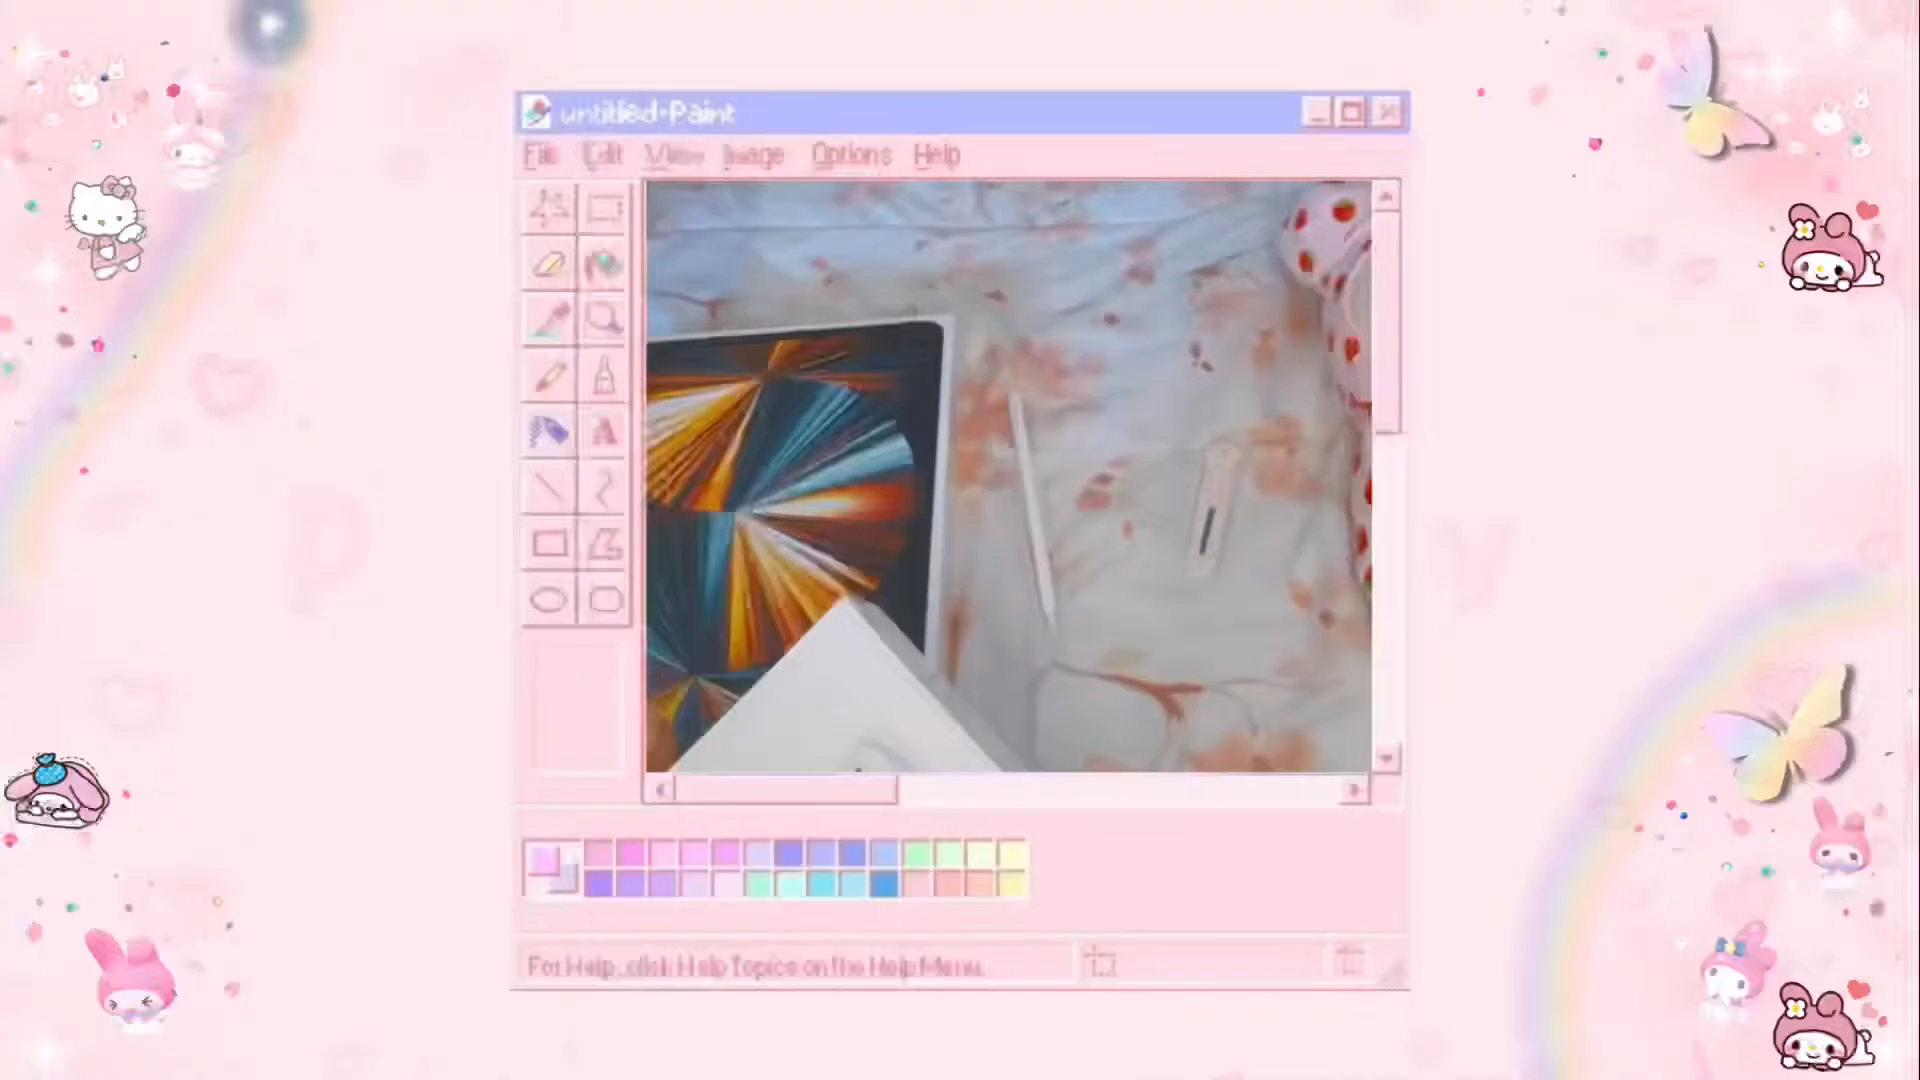 untitled-Paint
File Edit View Image Options Help
A
For Help, click Help Topics on the Help Menu.